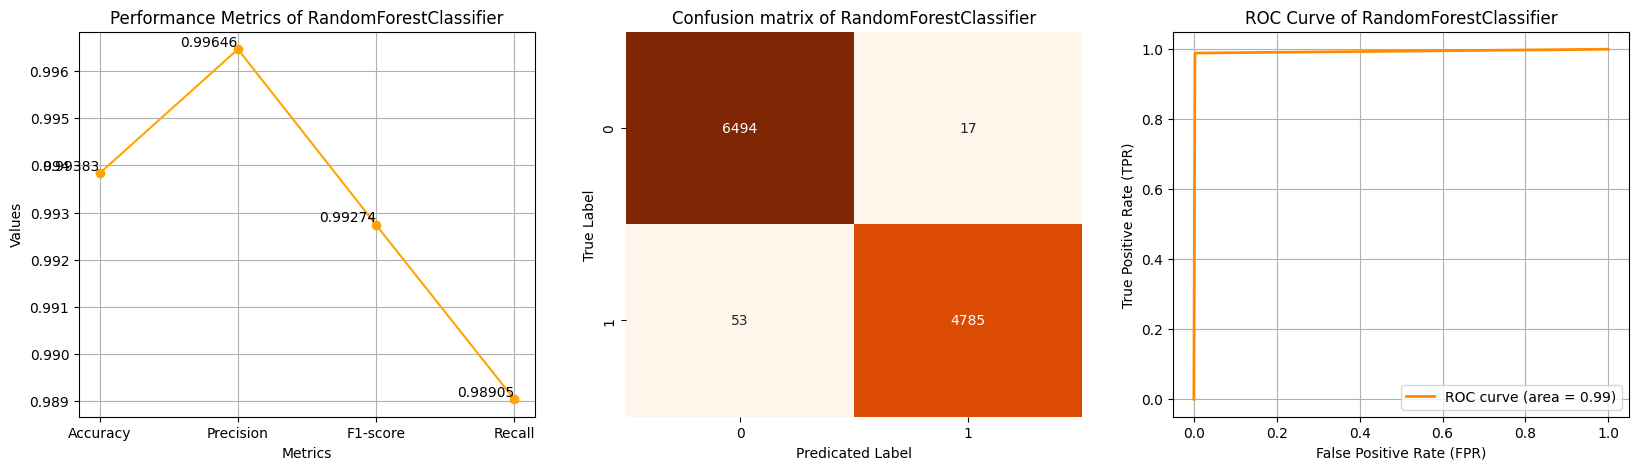 Performance Metrics of RandomForestClassifier
Values
0.996
0.995
0.994
0.993
0.992
0.991
0.990
0.989
0.99383
0.99646
0.99274
0.98905
Accuracy Precision F1-score Recall
Metrics
Confusion matrix of RandomForestClassifier
True Label
0
1
6494 17
53 4785
0 1
Predicated Label
ROC Curve of RandomForestClassifier
True Positive Rate (TPR)
1.0
0.8
0.6
0.4
0.2
0.0
ROC curve (area = 0.99)
0.0 0.2 0.4 0.6 0.8 1.0
False Positive Rate (FPR)